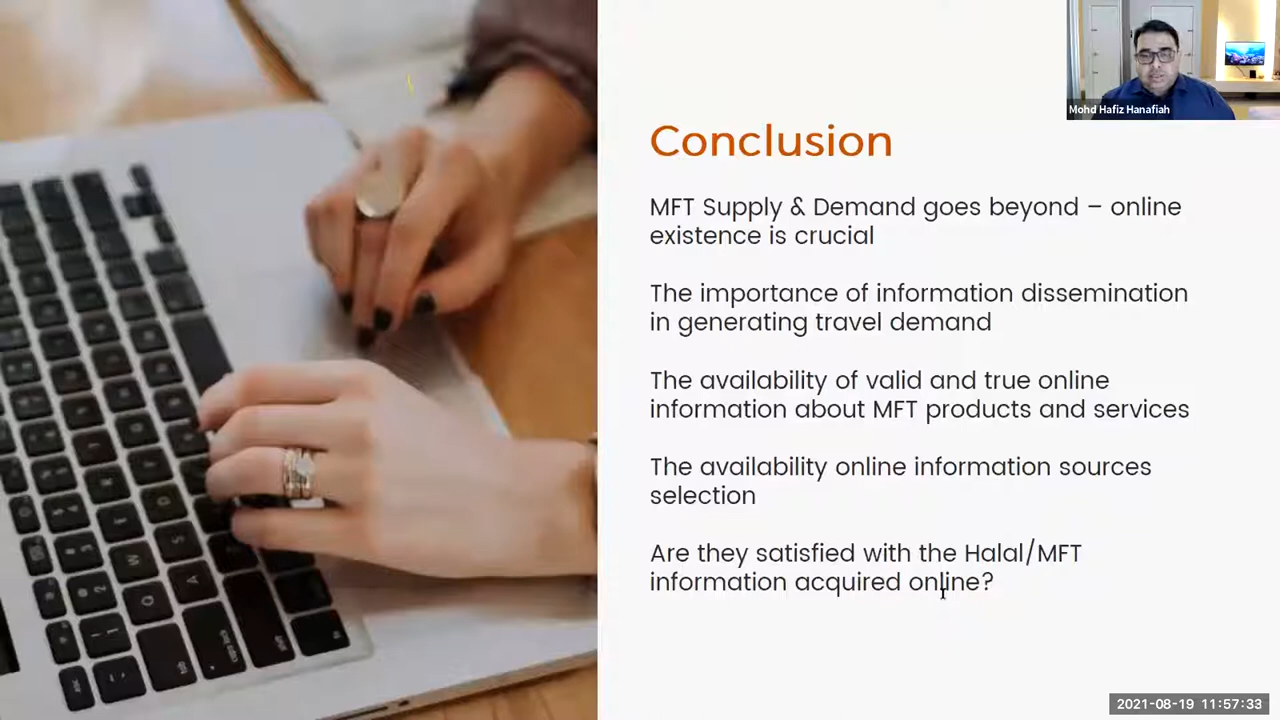 Mohd Hafiz Hanafiah
Conclusion
MFT Supply & Demand goes beyond – online
existence is crucial
The importance of information dissemination
in generating travel demand
The availability of valid and true online
information about MFT products and services
The availability online information sources
selection
Are they satisfied with the Halal/MFT
information acquired online?
2021-08-19 11:57:33